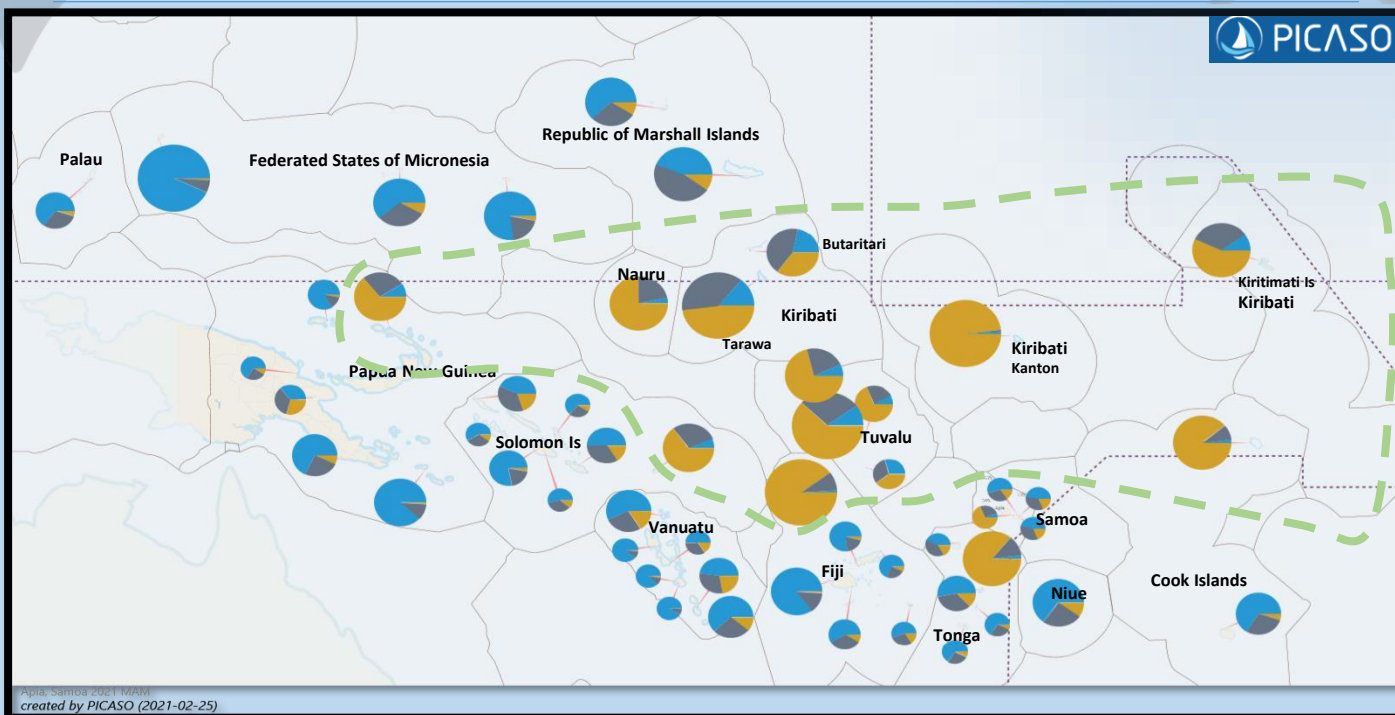 PICASO
Republic of Marshall Islands
Palau
Federated States of Micronesia
Butaritari
Nauru
Kiritimati Is
Kiribati
Kiribati
Tarawa
Kiribati
Kanton
Papua New Guinea
Solomon Is
Tuvalu
Vanuatu
Samoa
Fiji
Niue
Cook Islands
Tonga
Apia, Samoa 2021 MAM
created by PICASO (2021-02-25)